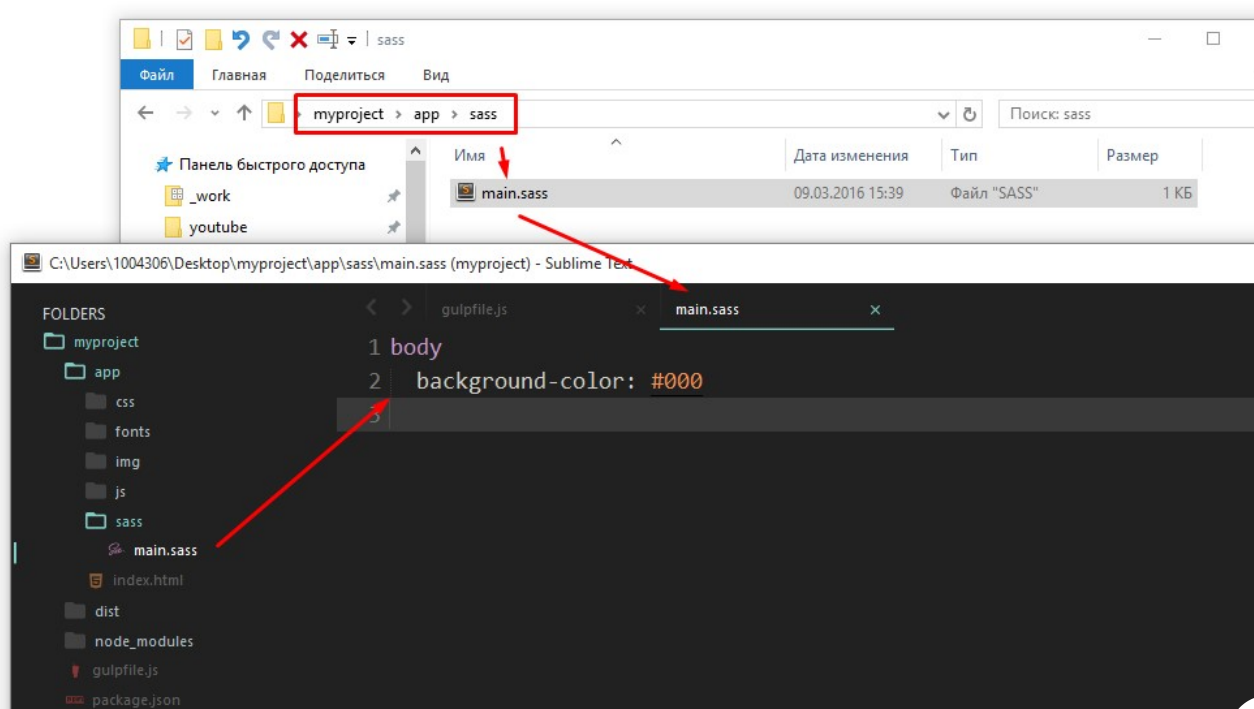 sass
Файл Главная Поделиться Вид
myproject app sass Поиск: sass
Имя Дата изменения Тип Размер
Панель быстрого доступа
main.sass 09.03.2016 15:39 Файл "SASS" 1 КБ
_work
youtube
C:\Users\1004306\Desktop\myproject\app\sass\main.sass (myproject) - Sublime Text
FOLDERS
myproject
app
css
fonts
img
js
sass
main.sass
index.html
dist
node_modules
gulpfile.js
package.json
gulpfile.js main.sass
1 body
2 background-color: #000
3